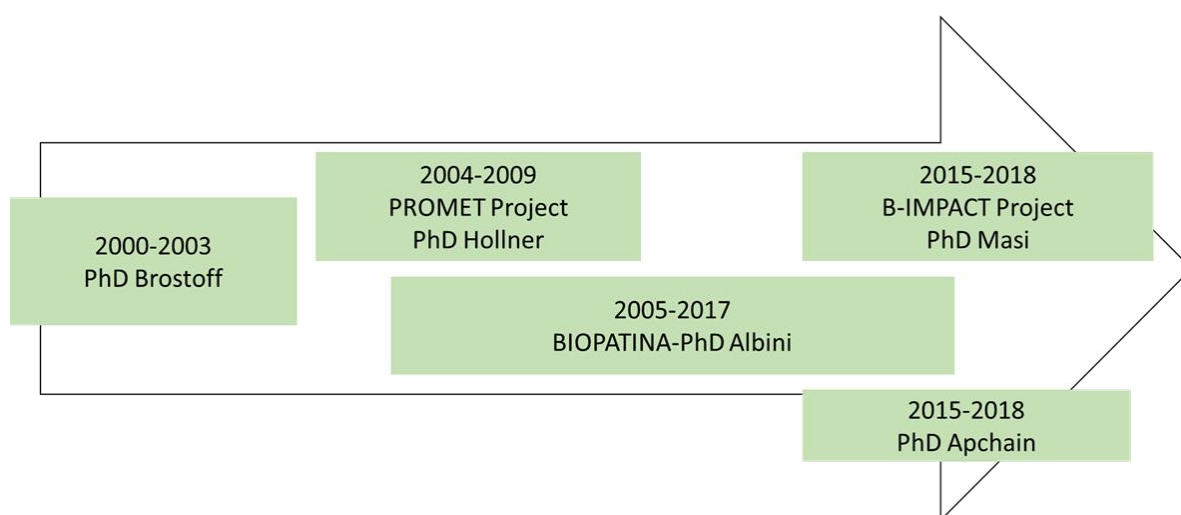 2000-2003
PhD Brostoff
2004-2009
PROMET Project
PhD Hollner
2005-2017
BIOPATINA-PhD Albini
2015-2018
B-IMPACT Project
PhD Masi
2015-2018
PhD Apchain